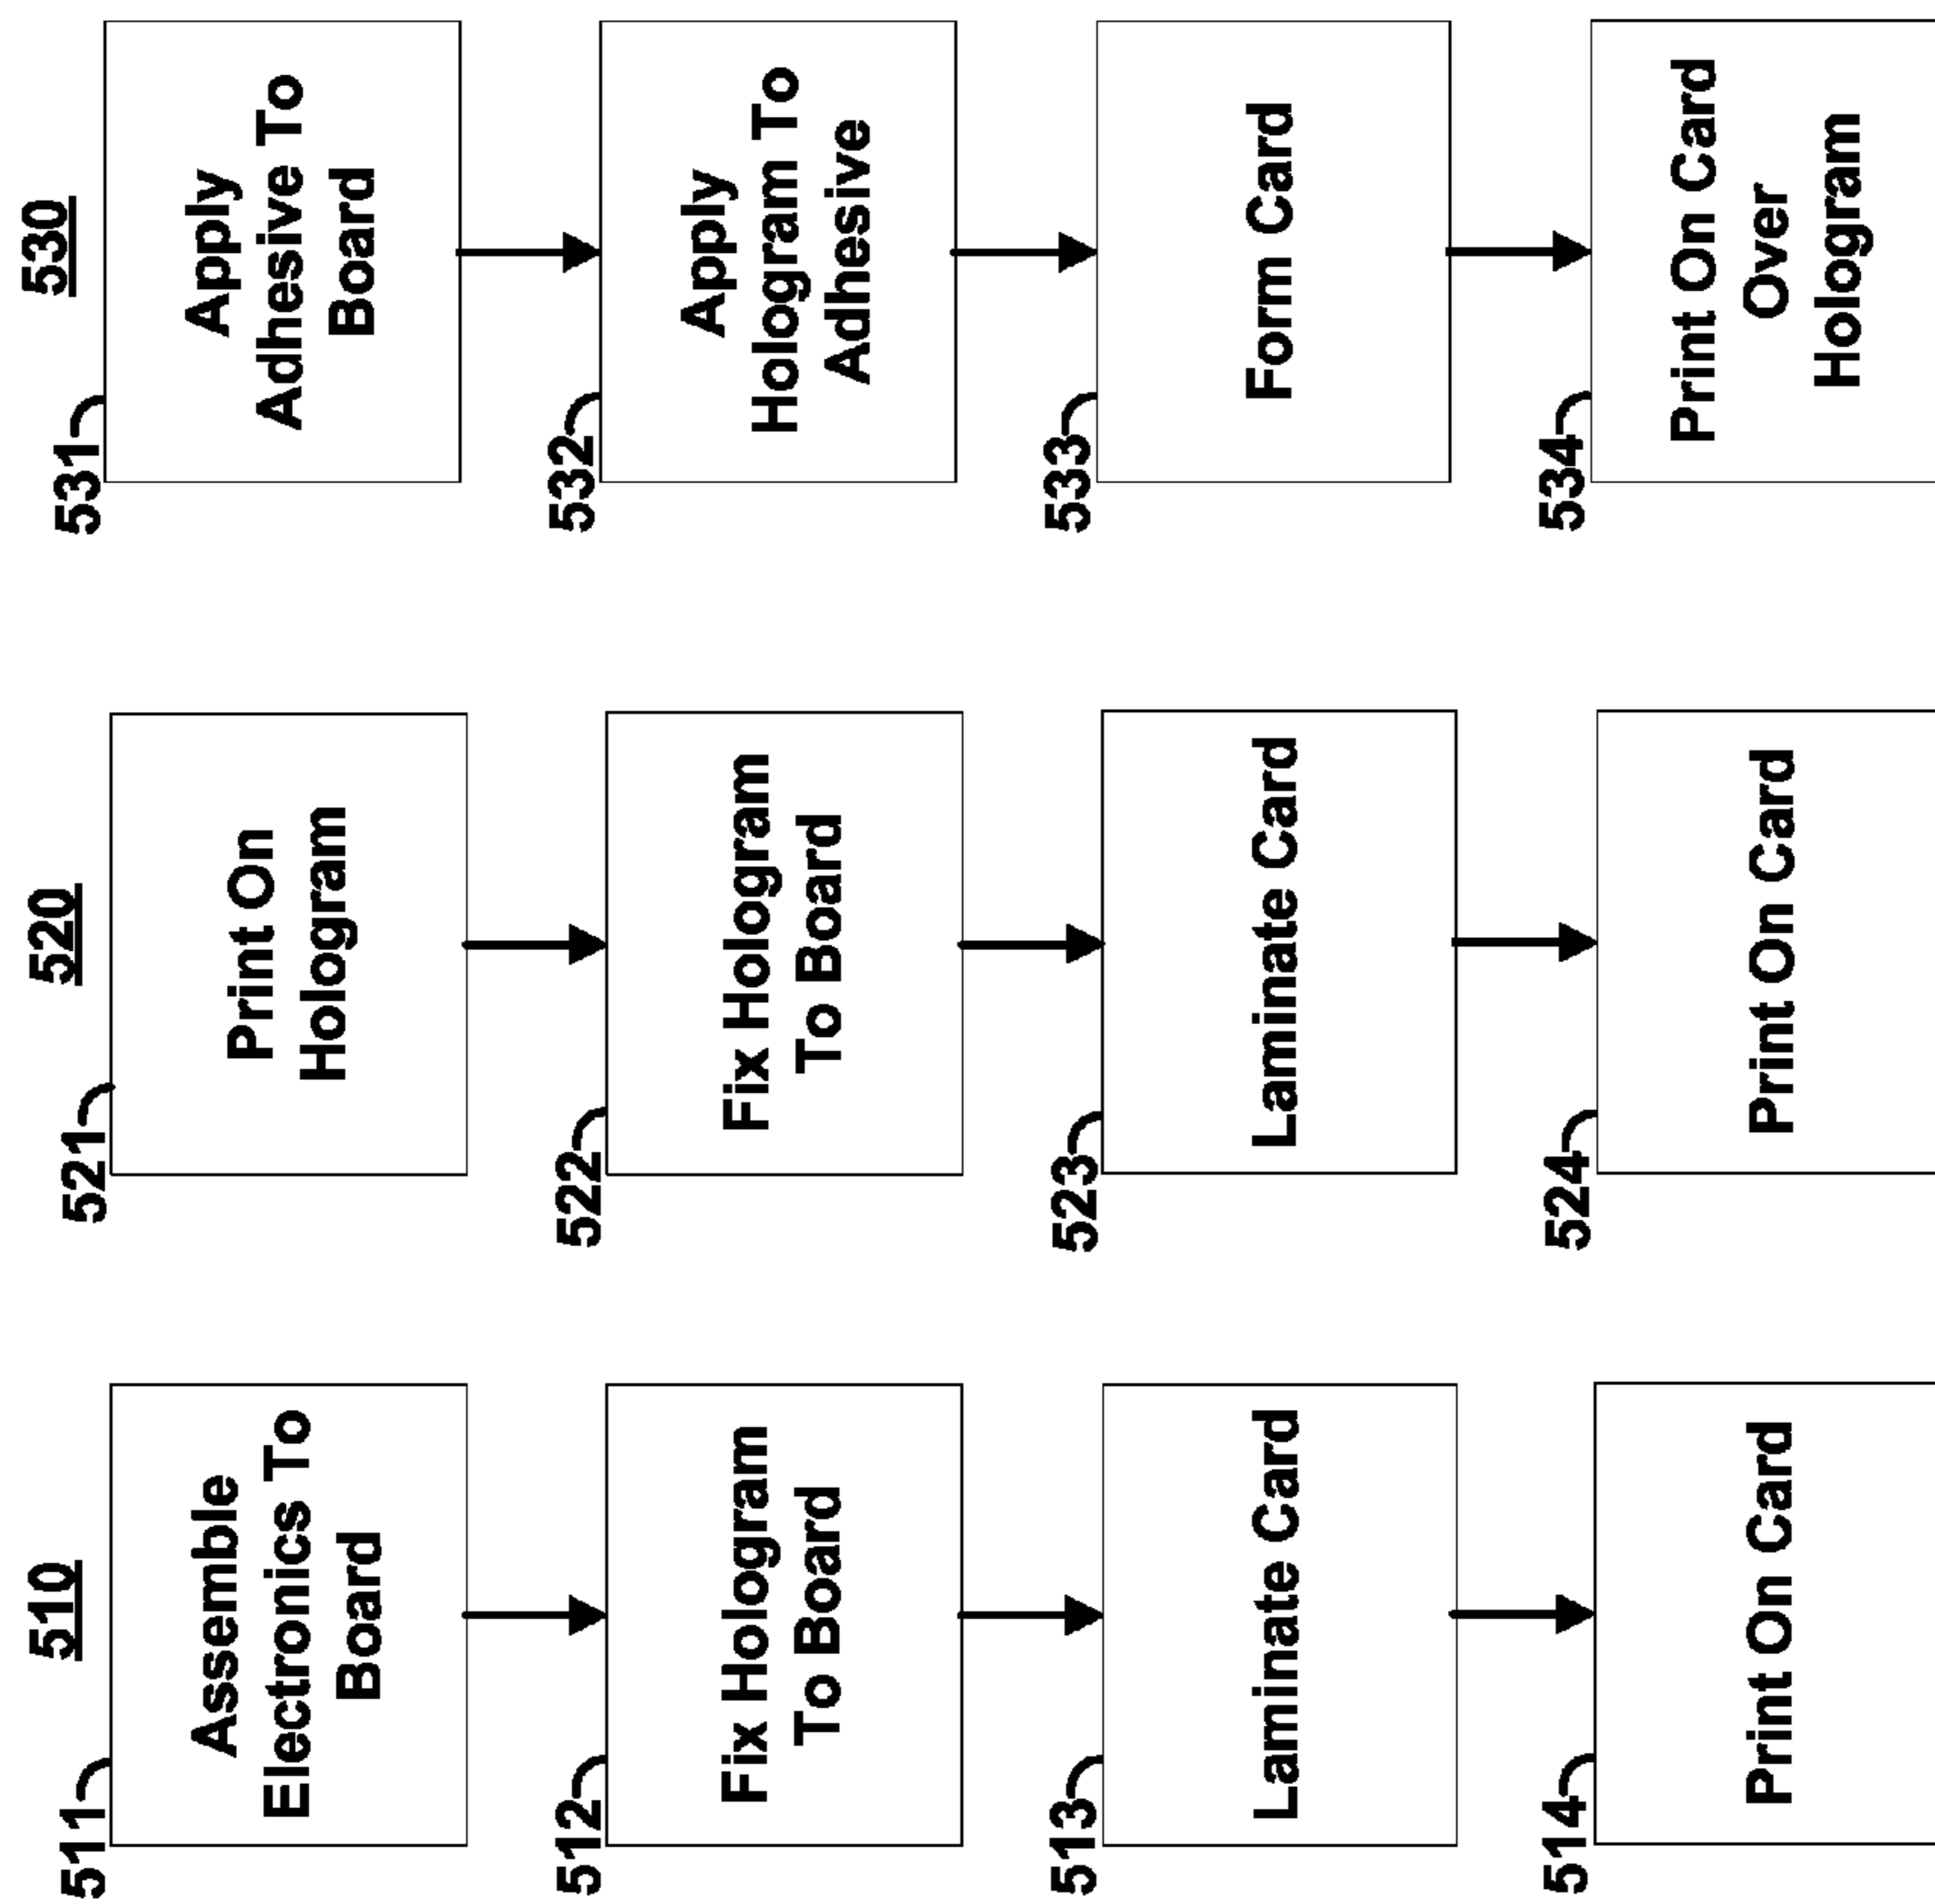 510
511
Assemble
Electronics To
Board
512
Fix Hologram
To Board
513
Laminate Card
514
Print On Card
520
521
Print On
Hologram
522
Fix Hologram
To Board
523
Laminate Card
524
Print On Card
530
531
Apply
Adhesive To
Board
532
Apply
Hologram To
Adhesive
533
Form Card
534
Print On Card
Over
Hologram